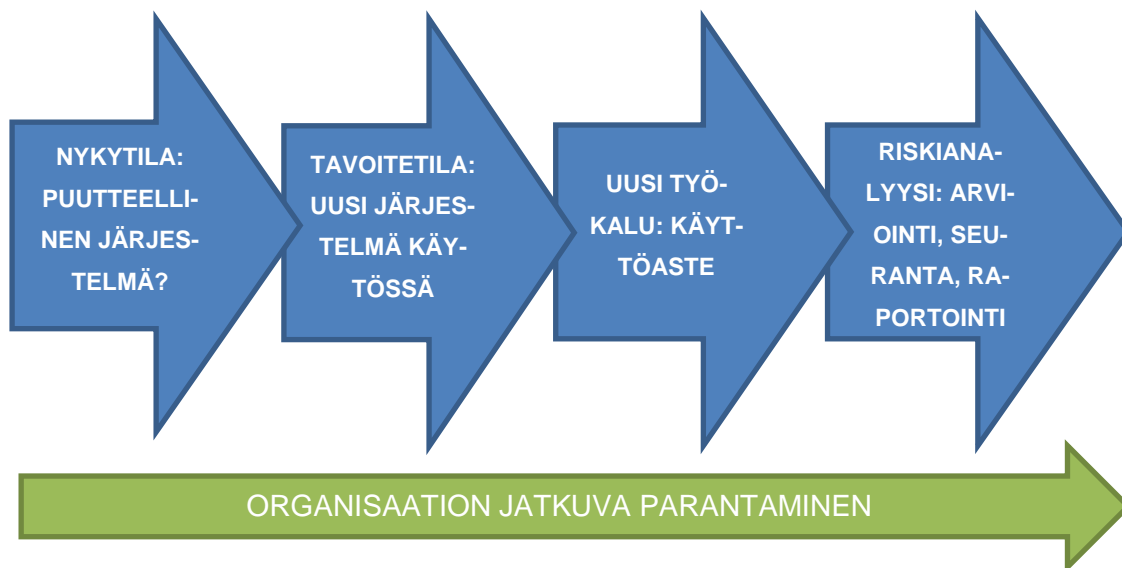 NYKYTILA:
PUUTTEELLI-
NEN JÄRJES-
TELMÄ?
TAVOITETILA:
UUSI JÄRJES-
TELMÄ KÄY-
TÖSSÄ
UUSI TYÖ-
KALU: KÄYT-
TÖASTE
RISKIANA-
LYYSI: ARVI-
OINTI, SEU-
RANTA, RA-
PORTOINTI
ORGANISAATION JATKUVA PARANTAMINEN